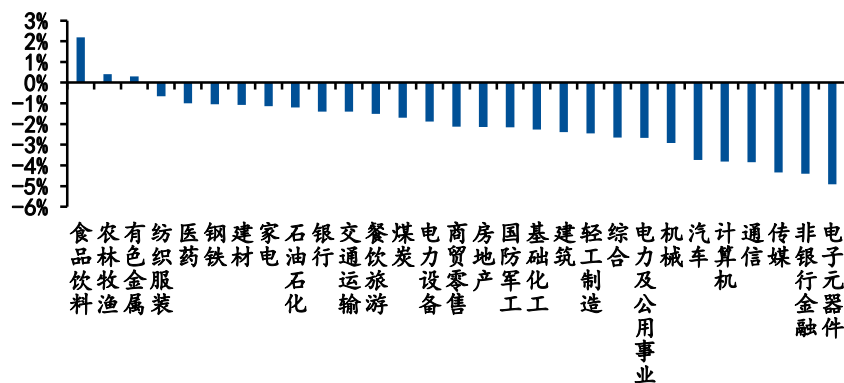 3%
2%
1%
0%
-1%
-2%
-3%
-4%
-5%
-6%
食品饮料
农林牧渔
有色金属
纺织服装
医药
钢铁
建材
家电
石油石化
银行
交通运输
餐饮旅游
煤炭
电力设备
商贸零售
房地产
国防军工
基础化工
建筑
轻工制造
综合
电力及公用事业
机械
汽车
计算机
通信
传媒
非银行金融
电子元器件